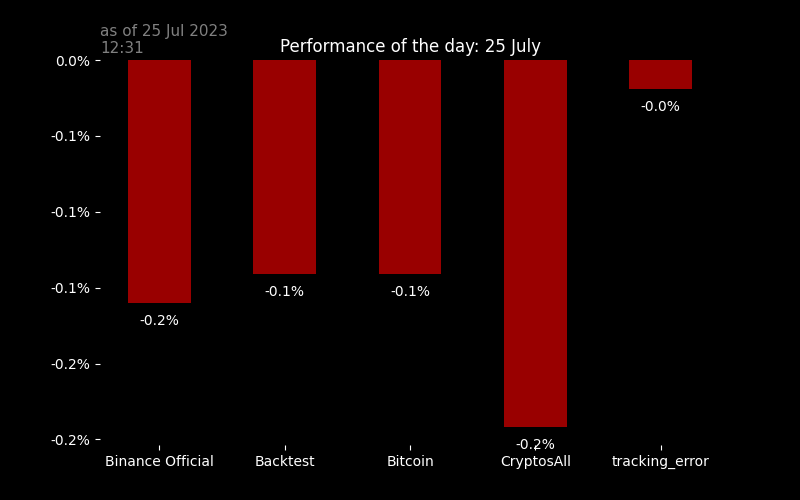 as of 25 Jul 2023
12:31
Performance of the day: 25 July
0.0%
-0.1%
-0.1%
-0.1%
-0.2%
-0.2%
-0.2%
-0.1%
-0.1%
-0.2%
-0.0%
Binance Official
Backtest
Bitcoin
CryptosAll
tracking_error